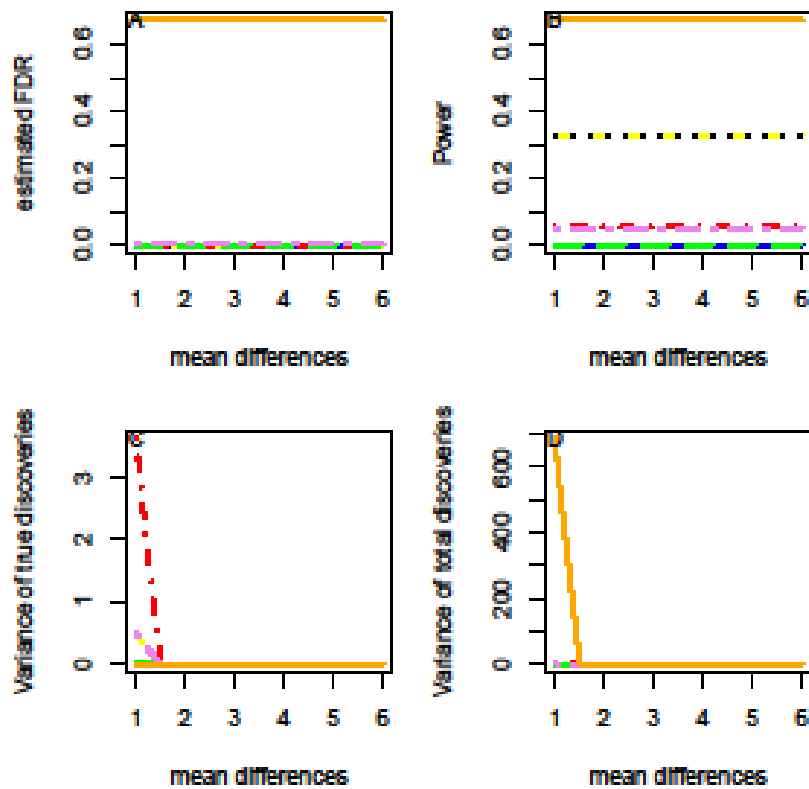 A
estimated FDR
0.0 0.2 0.4 0.6
1 2 3 4 5 6
mean differences
B
Power
0.0 0.2 0.4 0.6
1 2 3 4 5 6
mean differences
C
Variance of true discoveries
0 1 2 3
1 2 3 4 5 6
mean differences
D
Variance of total discoveries
0 200 400 600
1 2 3 4 5 6
mean differences